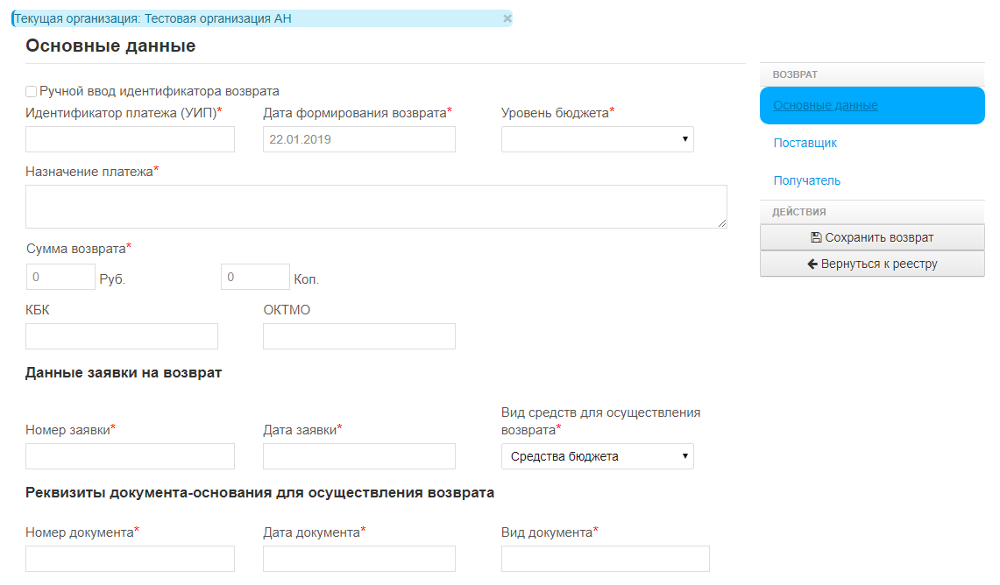 Текущая организация: Тестовая организация АН ×
Основные данные
Ручной ввод идентификатора возврата
Идентификатор платежа (УИП)* Дата формирования возврата* Уровень бюджета*
22.01.2019
Назначение платежа*
Сумма возврата*
0 Руб. 0 Коп.
КБК ОКТМО
Данные заявки на возврат
Вид средств для осуществления
Номер заявки* Дата заявки* возврата*
Средства бюджета
Реквизиты документа-основания для осуществления возврата
Номер документа* Дата документа* Вид документа*
ВОЗВРАТ
Основные данные
Поставщик
Получатель
ДЕЙСТВИЯ
Сохранить возврат
Вернуться к реестру